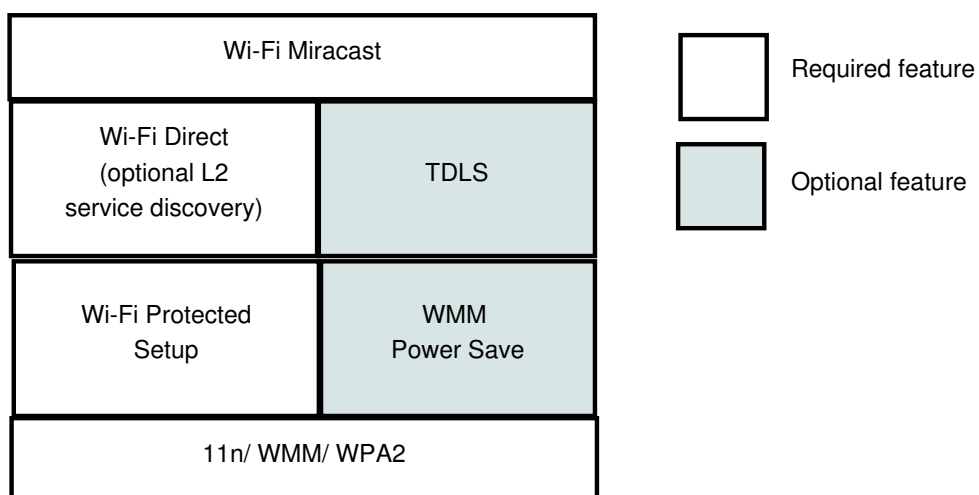 Wi-Fi Miracast
Required feature
Wi-Fi Direct
(optional L2
service discovery)
TDLS
Optional feature
Wi-Fi Protected
Setup
WMM
Power Save
11n/ WMM/ WPA2